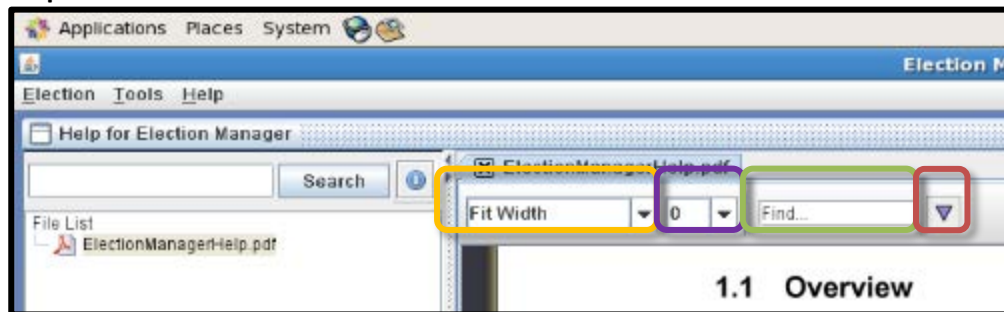 Applications Places System
Election M
Election Tools Help
Help for Election Manager
Search
ElectionManagerHelp.pdf
Fit Width 0 Find...
File List
ElectionManagerHelp.pdf
1.1 Overview